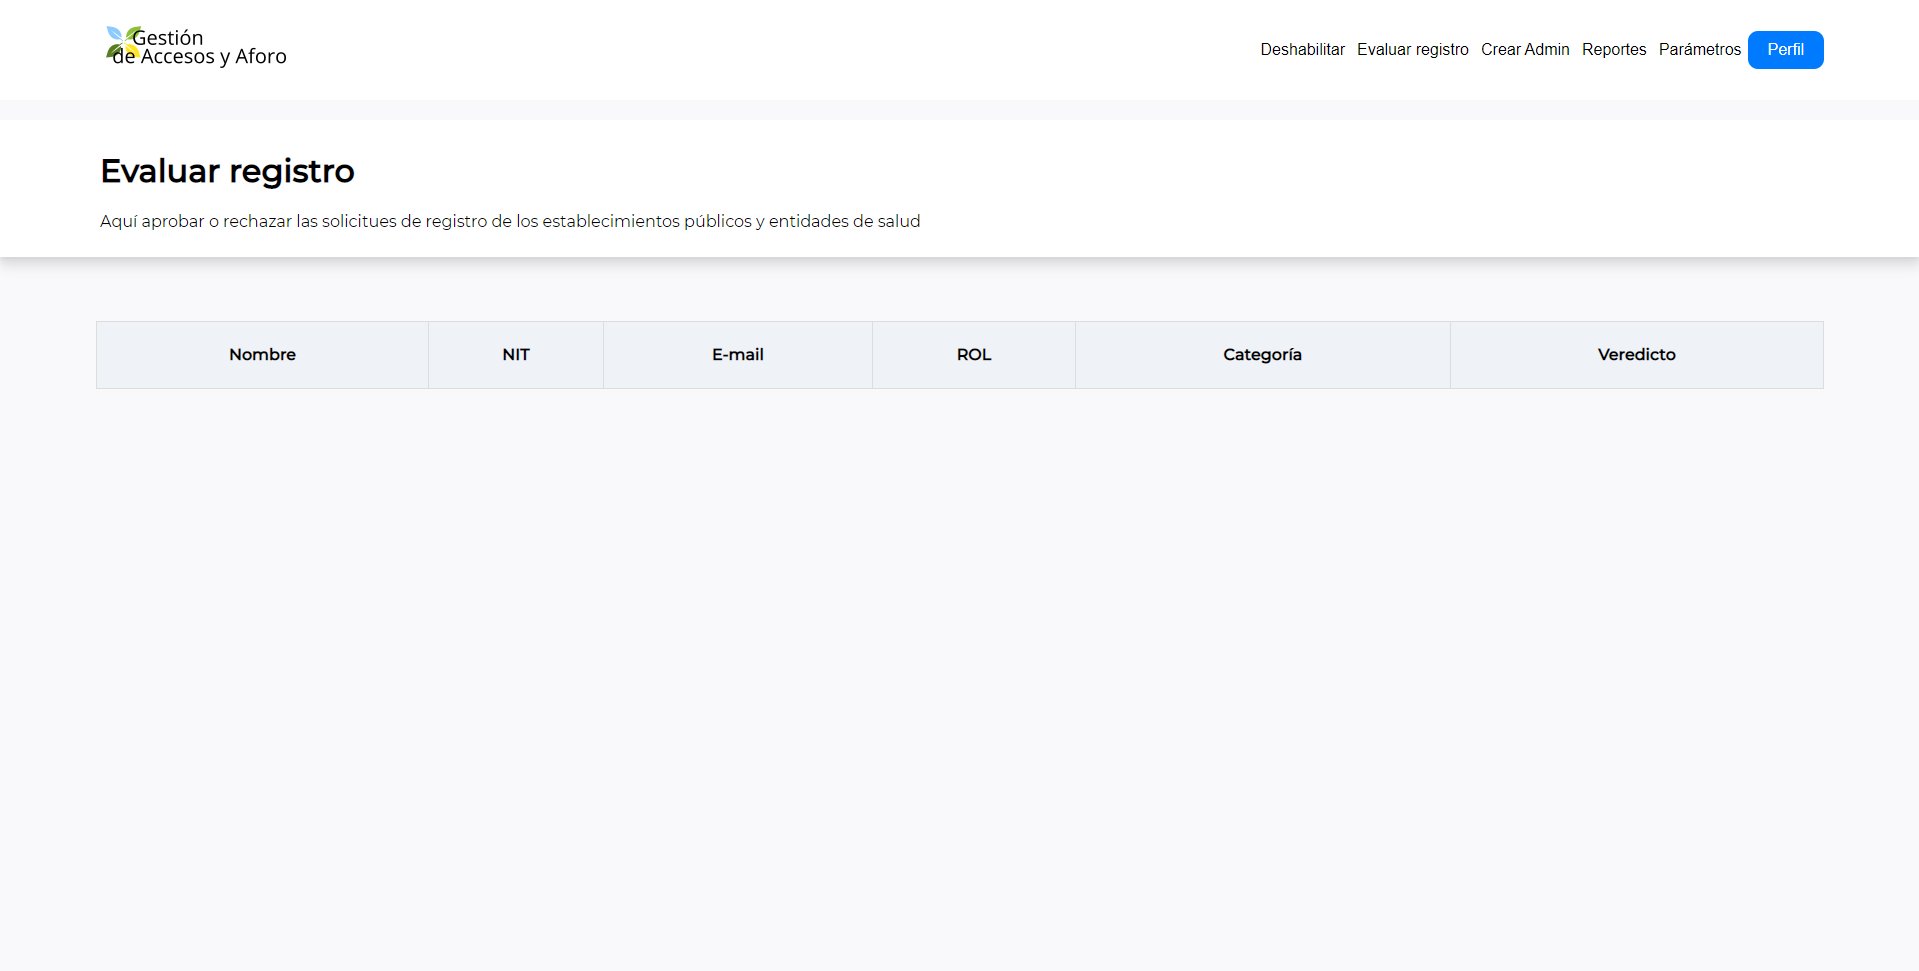 Gestión
de Accesos y Aforo
Deshabilitar Evaluar registro Crear Admin Reportes Parámetros Perfil
Evaluar registro
Aquí aprobar o rechazar las solicitues de registro de los establecimientos públicos y entidades de salud
Nombre NIT E-mail ROL Categoría Veredicto